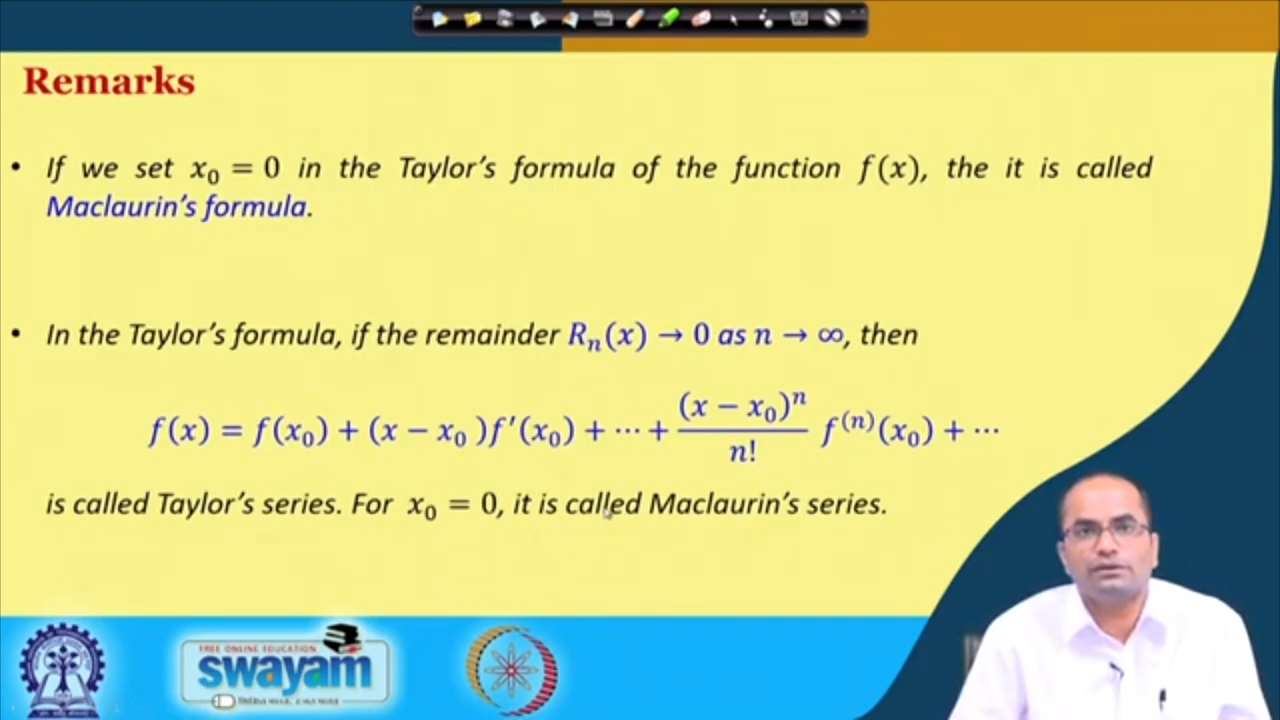 Remarks
• If we set x₀ = 0 in the Taylor's formula of the function f(x), the it is called
Maclaurin's formula.
• In the Taylor's formula, if the remainder Rₙ(x) → 0 as n → ∞, then
f(x) = f(x₀) + (x − x₀ )f′(x₀) + ⋯ + (x − x₀)ⁿ / n! f⁽ⁿ⁾(x₀) + ⋯
is called Taylor's series. For x₀ = 0, it is called Maclaurin's series.
FREE ONLINE EDUCATION
swayam